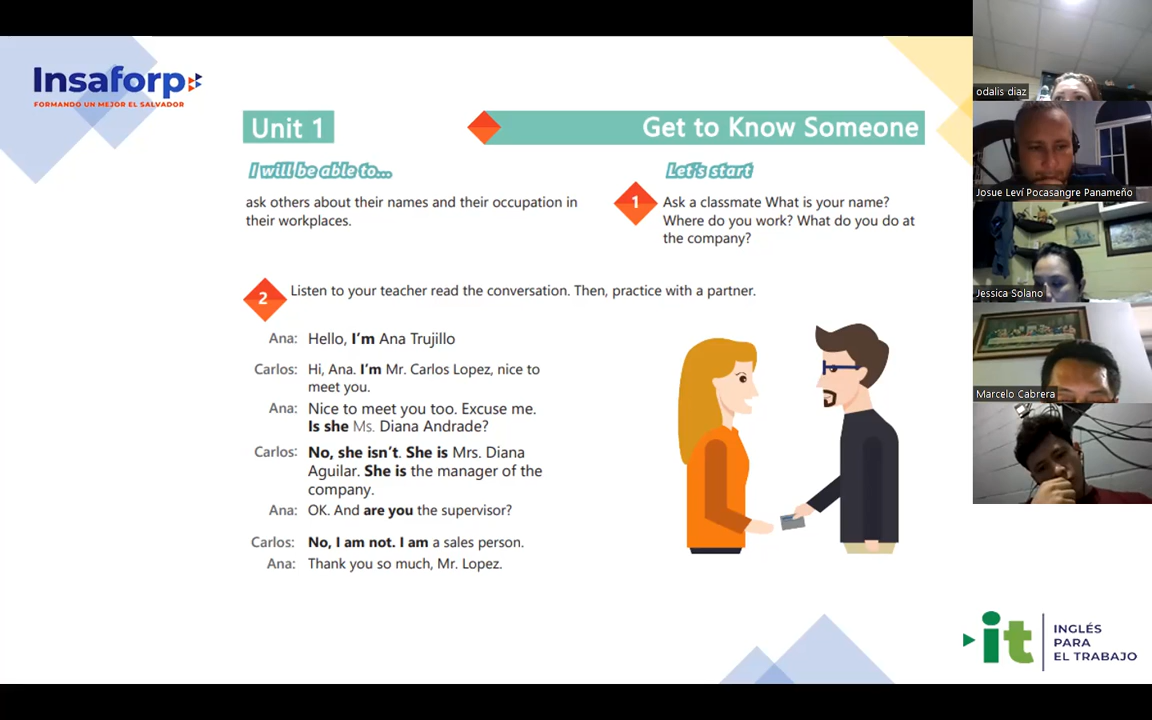 Insaforp
FORMANDO UN MEJOR EL SALVADOR
Unit 1
Get to Know Someone
I will be able to...
ask others about their names and their occupation in
their workplaces.
Let's start
1
Ask a classmate What is your name?
Where do you work? What do you do at
the company?
2
Listen to your teacher read the conversation. Then, practice with a partner.
Ana: Hello, I'm Ana Trujillo
Carlos: Hi, Ana. I'm Mr. Carlos Lopez, nice to
meet you.
Ana: Nice to meet you too. Excuse me.
Is she Ms. Diana Andrade?
Carlos: No, she isn't. She is Mrs. Diana
Aguilar. She is the manager of the
company.
Ana: OK. And are you the supervisor?
Carlos: No, I am not. I am a sales person.
Ana: Thank you so much, Mr. Lopez.
it
INGLÉS
PARA
EL TRABAJO
odalis diaz
Josue Leví Pocasangre Panameño
Jessica Solano
Marcelo Cabrera